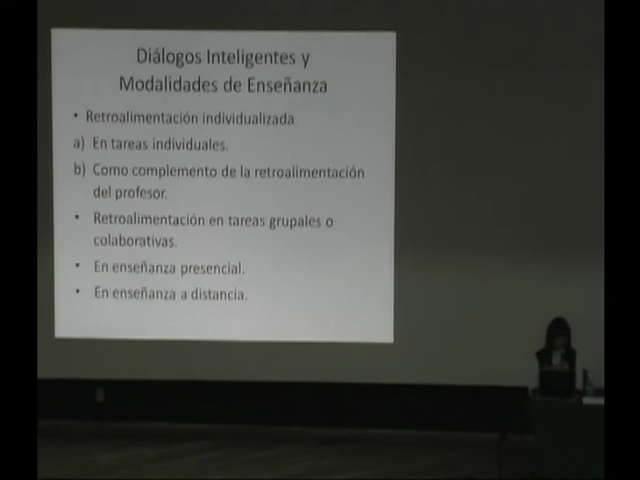 Diálogos Inteligentes y
Modalidades de Enseñanza
• Retroalimentación individualizada
a) En tareas individuales.
b) Como complemento de la retroalimentación
del profesor.
• Retroalimentación en tareas grupales o
colaborativas.
• En enseñanza presencial.
• En enseñanza a distancia.